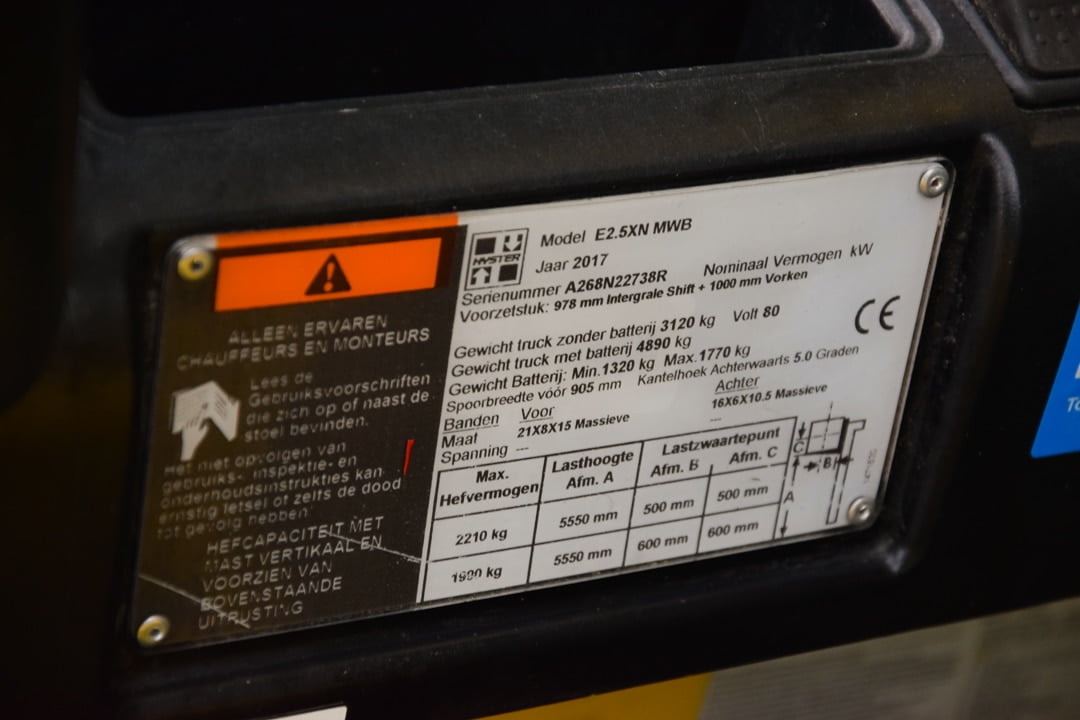 ALLEEN ERVAREN
CHAUFFEURS EN MONTEURS
Lees de
Gebruiksvoorschriften
die zich op of naast de
stoel bevinden.
Het niet opvolgen van
gebruiks-, inspektie- en
onderhoudsinstrukties kan
ernstig letsel of zelfs de dood
tot gevolg hebben.
HEFCAPACITEIT MET
MAST VERTIKAAL EN
VOORZIEN VAN
BOVENSTAANDE
UITRUSTING
HYSTER
Model E2.5XN MWB
Jaar 2017
Serienummer A268N22738R Nominaal Vermogen kW
Voorzetstuk: 978 mm Intergrale Shift + 1000 mm Vorken
Gewicht truck zonder batterij 3120 kg Volt 80
Gewicht truck met batterij 4890 kg
Gewicht Batterij: Min.1320 kg Max.1770 kg
Spoorbreedte vóór 905 mm Kantelhoek Achterwaarts 5.0 Graden
Banden Voor Achter
Maat 21X8X15 Massieve 16X6X10.5 Massieve
Spanning --- ---
CE
Max. Hefvermogen Lasthoogte Afm. A Lastzwaartepunt Afm. B Afm. C
2210 kg 5550 mm 500 mm 500 mm
1990 kg 5550 mm 600 mm 600 mm
C
B
A